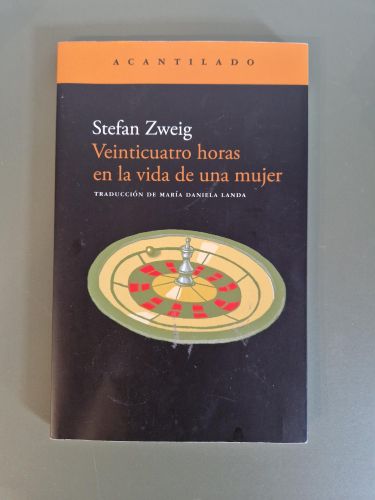 ACANTILADO
Stefan Zweig
Veinticuatro horas
en la vida de una mujer
TRADUCCIÓN DE MARÍA DANIELA LANDA